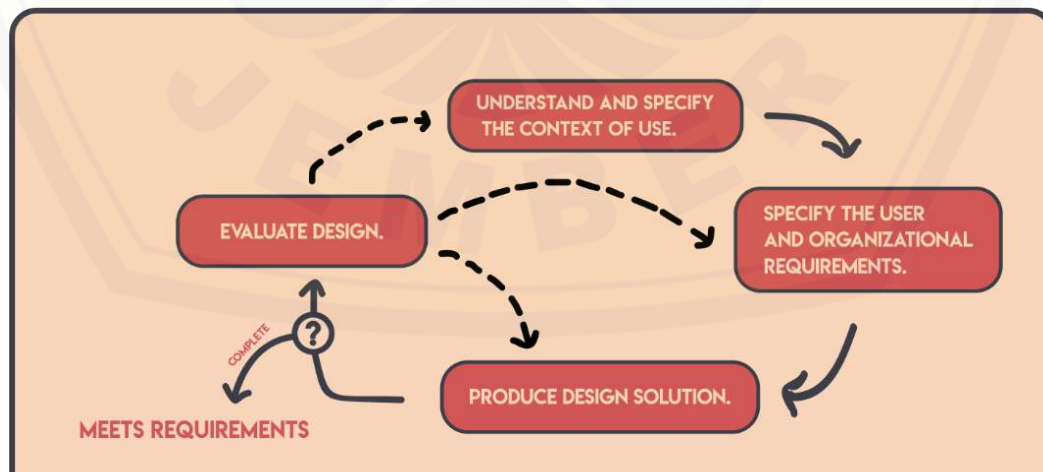 JEMBER
UNDERSTAND AND SPECIFY
THE CONTEXT OF USE.
EVALUATE DESIGN.
SPECIFY THE USER
AND ORGANIZATIONAL
REQUIREMENTS.
?
COMPLETE
PRODUCE DESIGN SOLUTION.
MEETS REQUIREMENTS